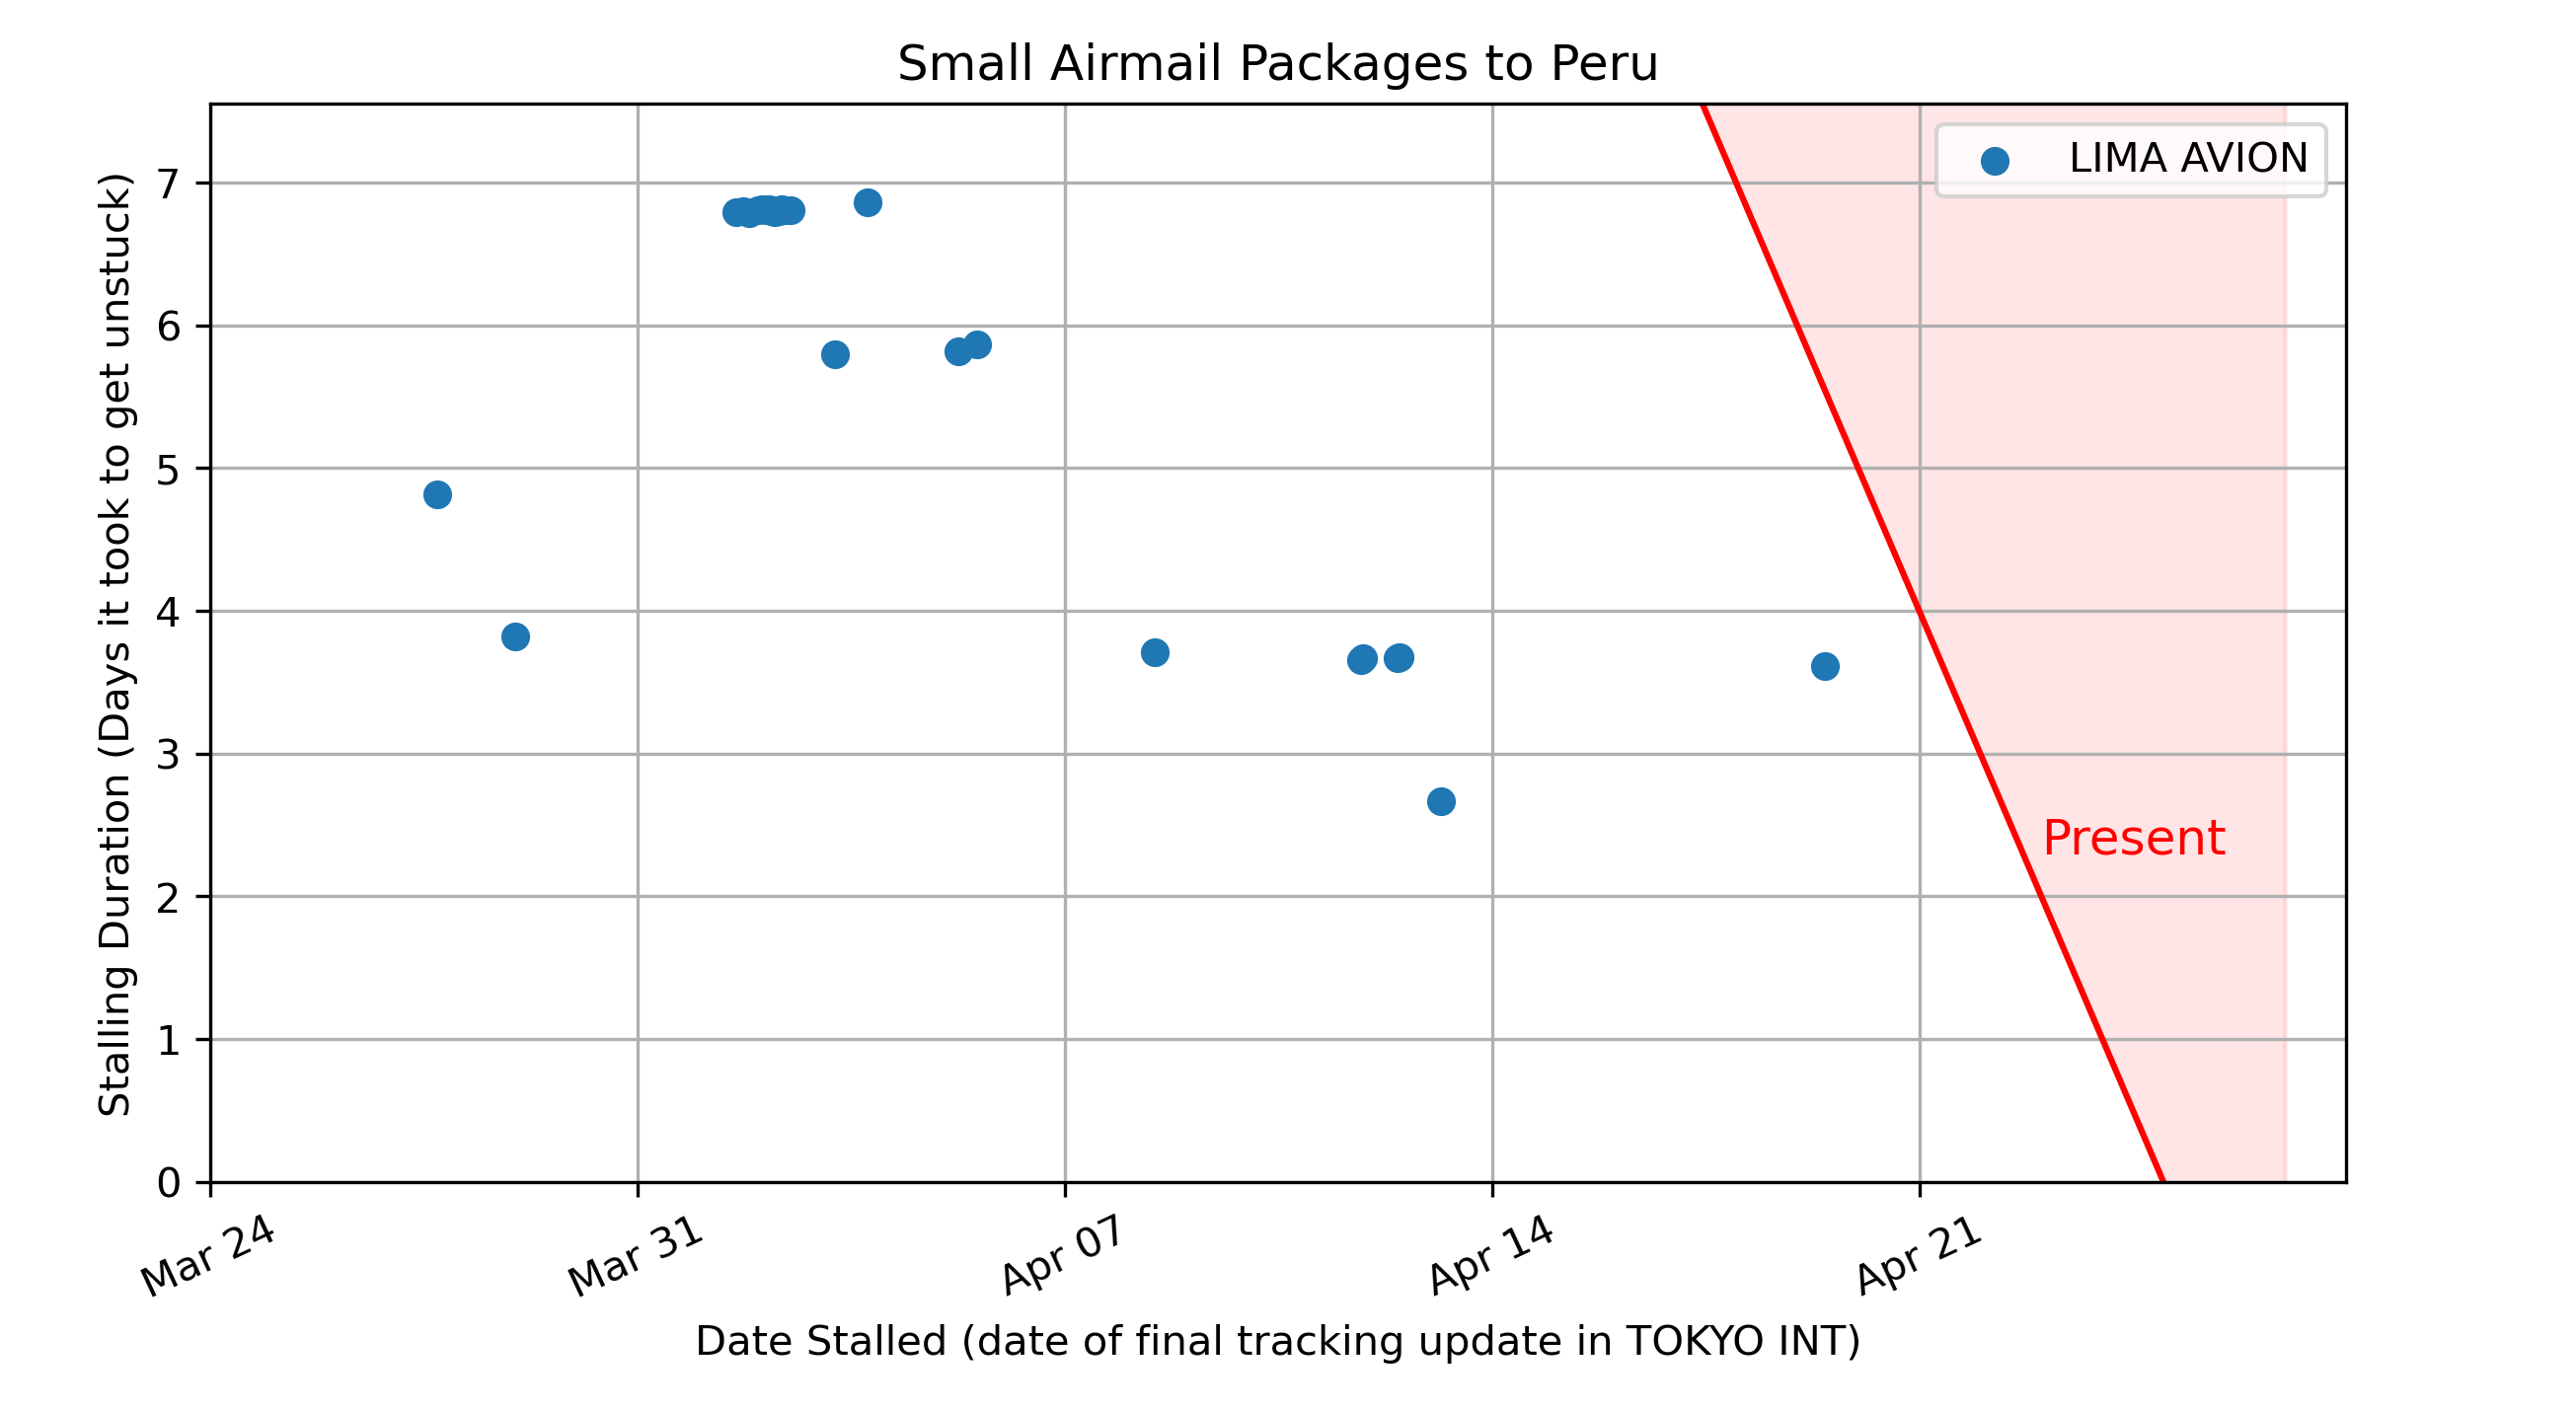 Small Airmail Packages to Peru
LIMA AVION
Stalling Duration (Days it took to get unstuck)
7
6
5
4
3
2
1
0
Present
Mar 24
Mar 31
Apr 07
Apr 14
Apr 21
Date Stalled (date of final tracking update in TOKYO INT)